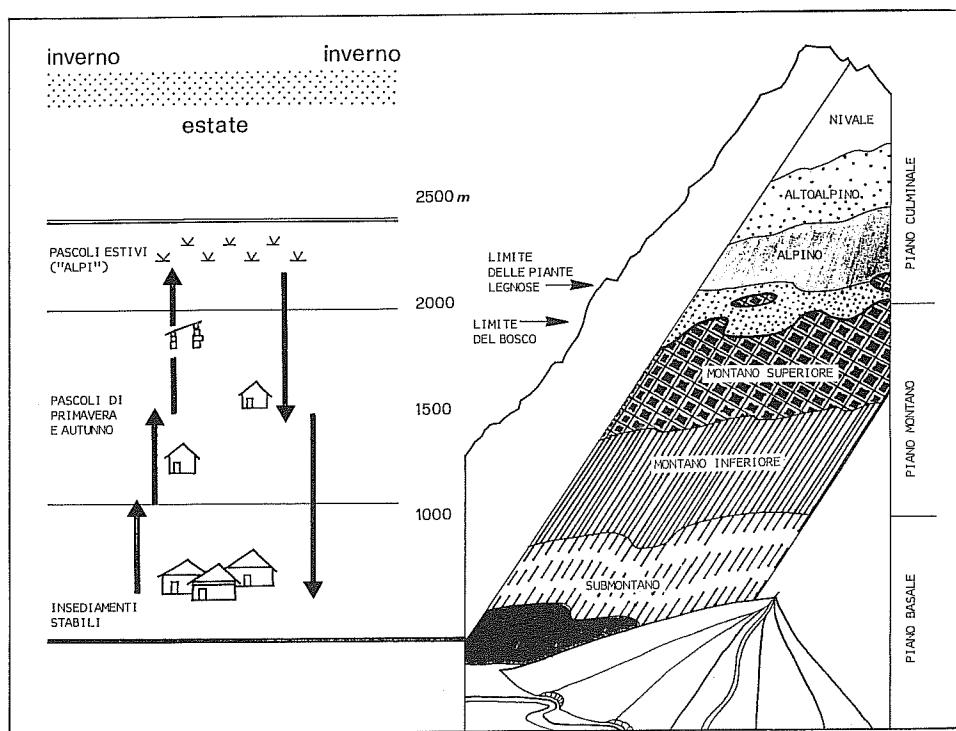 inverno
inverno
estate
2500 m
PASCOLI ESTIVI
("ALPI")
2000
PASCOLI DI
PRIMAVERA
E AUTUNNO
1500
1000
INSEDIAMENTI
STABILI
LIMITE
DELLE PIANTE
LEGNOSE
LIMITE
DEL BOSCO
NIVALE
ALTOALPINO
ALPINO
MONTANO SUPERIORE
MONTANO INFERIORE
SUBMONTANO
PIANO CULMINALE
PIANO MONTANO
PIANO BASALE